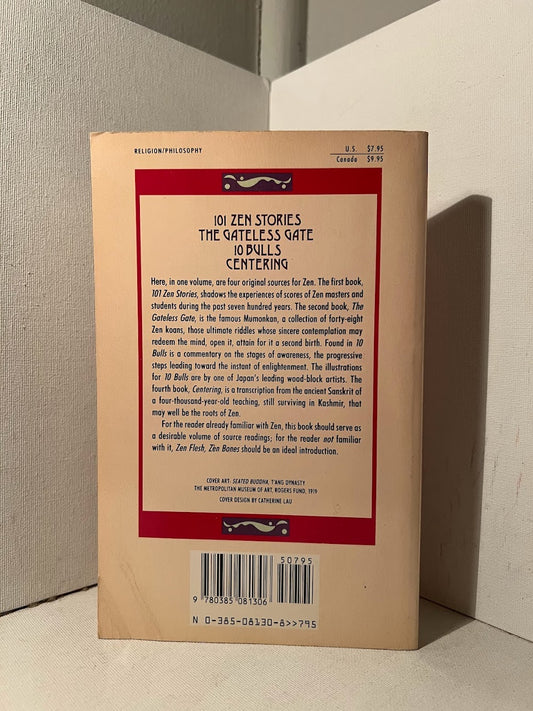 RELIGION/PHILOSOPHY
U.S. $7.95
Canada $9.95
101 ZEN STORIES
THE GATELESS GATE
10 BULLS
CENTERING
Here, in one volume, are four original sources for Zen. The first book,
101 Zen Stories, shadows the experiences of scores of Zen masters and
students during the past seven hundred years. The second book, The
Gateless Gate, is the famous Mumonkan, a collection of forty-eight
Zen koans, those ultimate riddles whose sincere contemplation may
redeem the mind, open it, attain for it a second birth. Found in 10
Bulls is a commentary on the stages of awareness, the progressive
steps leading toward the instant of enlightenment. The illustrations
for 10 Bulls are by one of Japan's leading wood-block artists. The
fourth book, Centering, is a transcription from the ancient Sanskrit of
a four-thousand-year-old teaching, still surviving in Kashmir, that
may well be the roots of Zen.
For the reader already familiar with Zen, this book should serve as
a desirable volume of source readings; for the reader not familiar
with it, Zen Flesh, Zen Bones should be an ideal introduction.
COVER ART: SEATED BUDDHA, T'ANG DYNASTY
THE METROPOLITAN MUSEUM OF ART, ROGERS FUND, 1919
COVER DESIGN BY CATHERINE LAU
50795
9 780385 081306
N 0-385-08130-8>>795